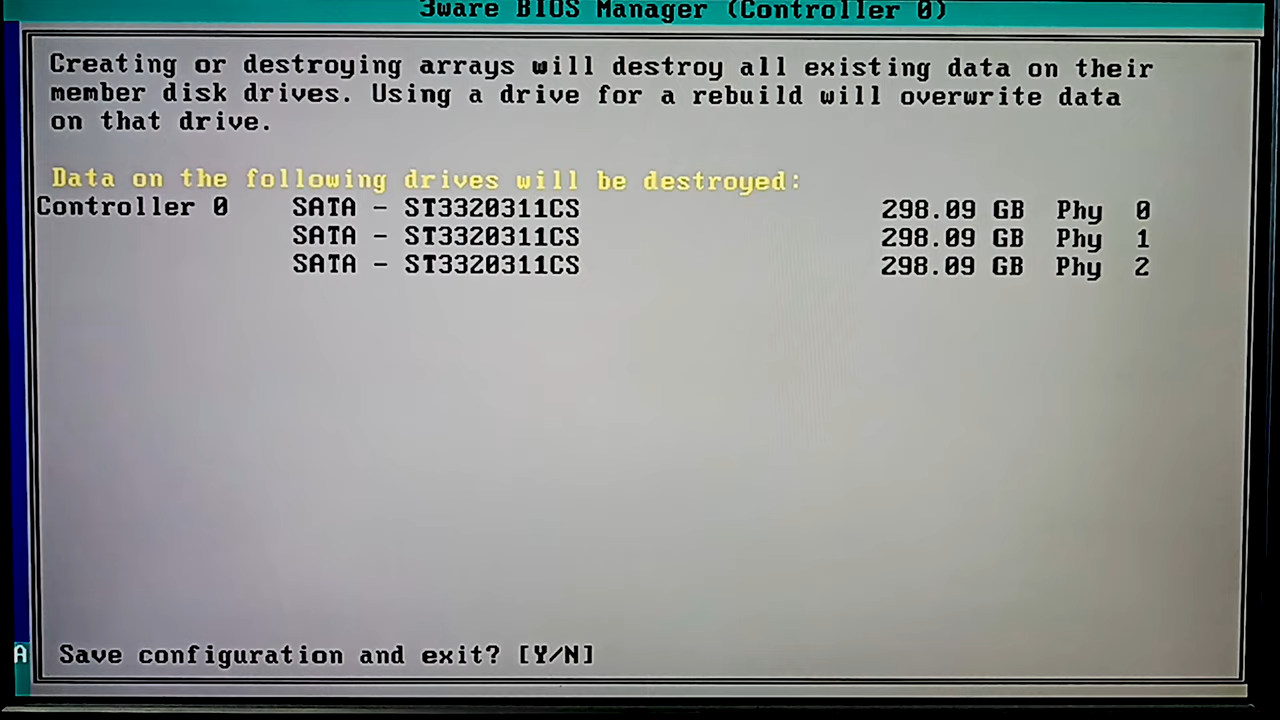 3ware BIOS Manager (Controller 0)
Creating or destroying arrays will destroy all existing data on their
member disk drives. Using a drive for a rebuild will overwrite data
on that drive.
Data on the following drives will be destroyed:
Controller 0 SATA - ST3320311CS 298.09 GB Phy 0
SATA - ST3320311CS 298.09 GB Phy 1
SATA - ST3320311CS 298.09 GB Phy 2
A
Save configuration and exit? [Y/N]